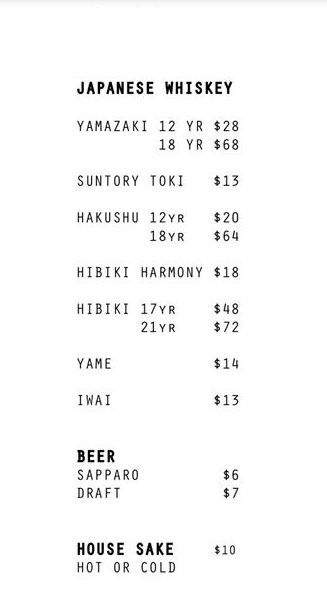 JAPANESE WHISKEY
YAMAZAKI 12 YR $28
18 YR $68
SUNTORY TOKI $13
HAKUSHU 12YR $20
18YR $64
HIBIKI HARMONY $18
HIBIKI 17YR $48
21YR $72
YAME $14
IWAI $13
BEER
SAPPARO $6
DRAFT $7
HOUSE SAKE $10
HOT OR COLD